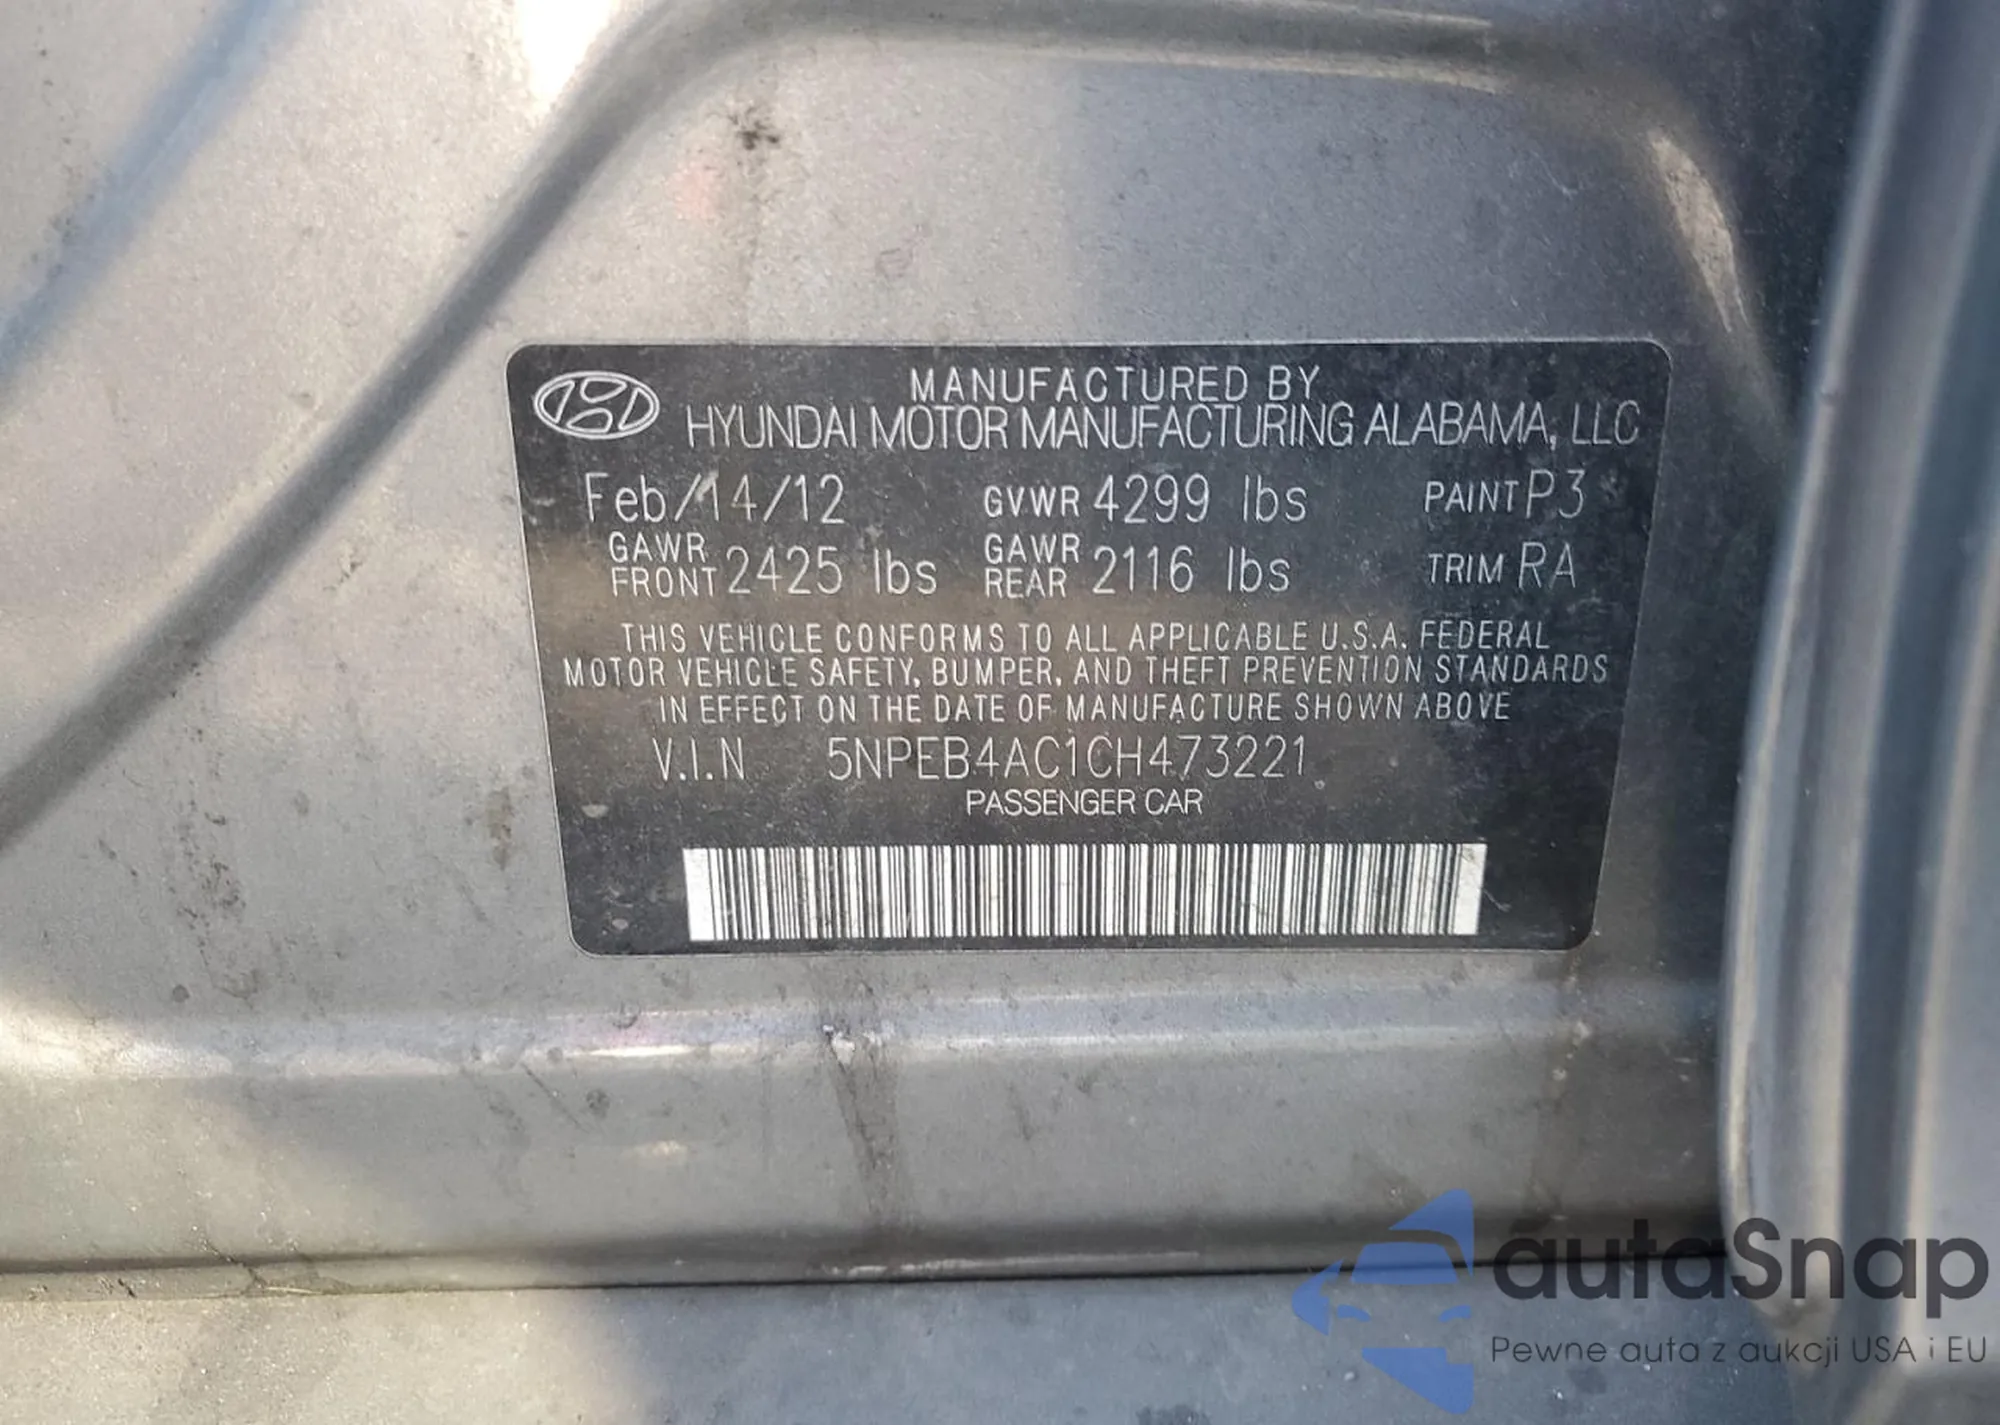 MANUFACTURED BY
HYUNDAI MOTOR MANUFACTURING ALABAMA, LLC
Feb/14/12 GVWR 4299 lbs PAINT P3
GAWR FRONT 2425 lbs GAWR REAR 2116 lbs TRIM RA
THIS VEHICLE CONFORMS TO ALL APPLICABLE U.S.A. FEDERAL
MOTOR VEHICLE SAFETY, BUMPER, AND THEFT PREVENTION STANDARDS
IN EFFECT ON THE DATE OF MANUFACTURE SHOWN ABOVE
V.I.N 5NPEB4AC1CH473221
PASSENGER CAR
autaSnap
Pewne auta z aukcji USA i EU